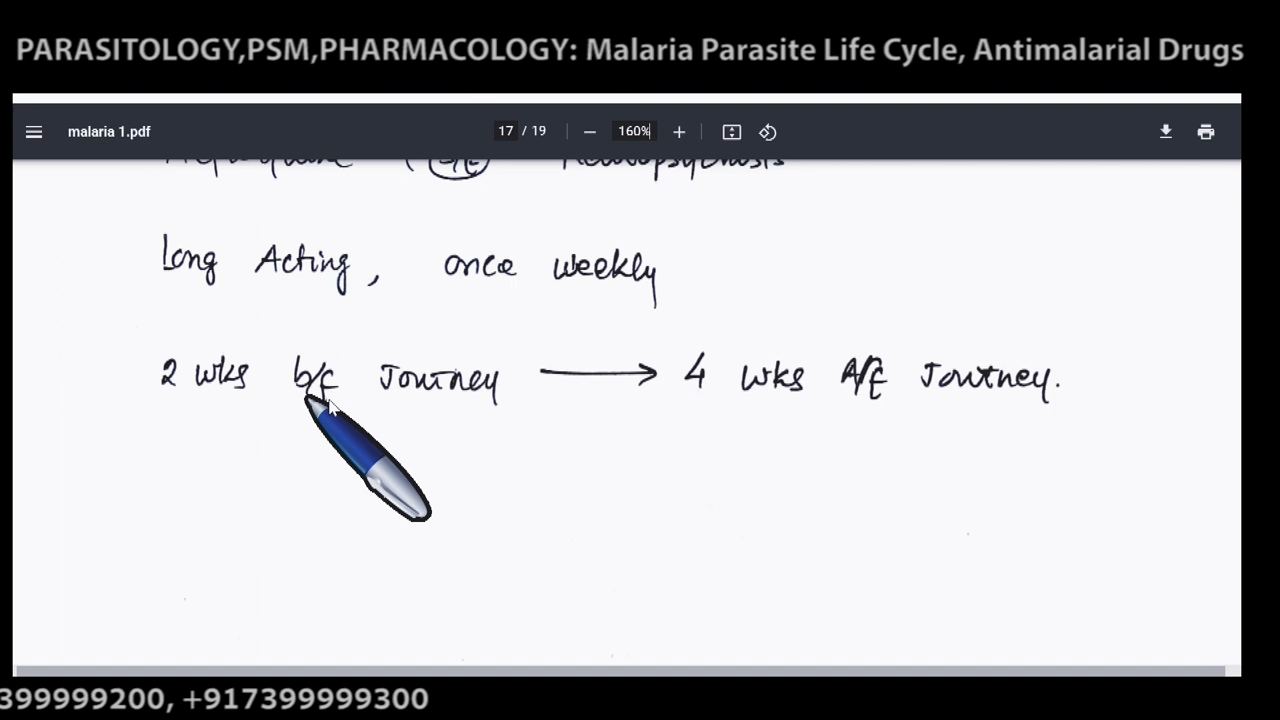 PARASITOLOGY,PSM,PHARMACOLOGY: Malaria Parasite Life Cycle, Antimalarial Drugs
malaria 1.pdf 17 / 19 160%
Long Acting, once weekly
2 wks b/f Journey → 4 wks A/f Journey.
399999200, +917399999300